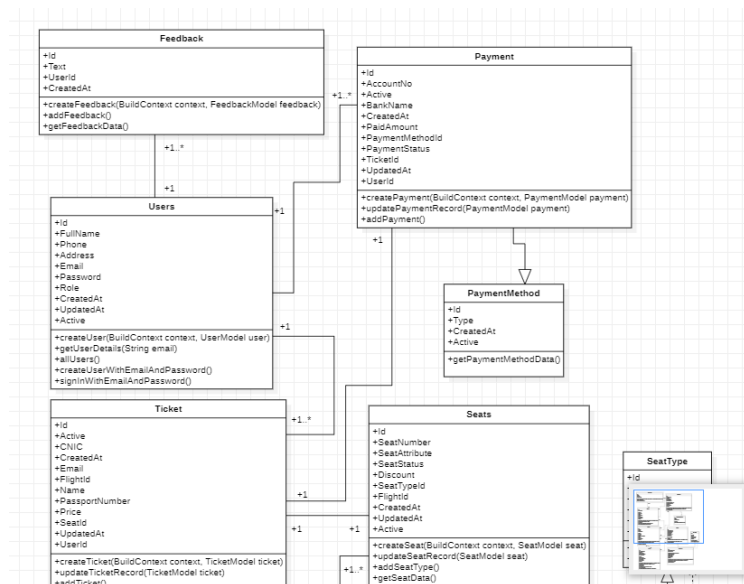 Feedback
+Id
+Text
+UserId
+CreatedAt
+createFeedback(BuildContext context, FeedbackModel feedback)
+addFeedback()
+getFeedbackData()
+1..*
+1
Payment
+Id
+AccountNo
+Active
+BankName
+CreatedAt
+PaidAmount
+PaymentMethodId
+PaymentStatus
+TicketId
+UpdatedAt
+UserId
+createPayment(BuildContext context, PaymentModel payment)
+updatePaymentRecord(PaymentModel payment)
+addPayment()
+1..*
+1
+1
Users
+Id
+FullName
+Phone
+Address
+Email
+Password
+Role
+CreatedAt
+UpdatedAt
+Active
+createUser(BuildContext context, UserModel user)
+getUserDetails(String email)
+allUsers()
+createUserWithEmailAndPassword()
+signInWithEmailAndPassword()
+1
+1..*
PaymentMethod
+Id
+Type
+CreatedAt
+Active
+getPaymentMethodData()
Ticket
+Id
+Active
+CNIC
+CreatedAt
+Email
+FlightId
+Name
+PassportNumber
+Price
+SeatId
+UpdatedAt
+UserId
+createTicket(BuildContext context, TicketModel ticket)
+updateTicketRecord(TicketModel ticket)
+addTicket()
+1
+1
+1
+1..*
Seats
+Id
+SeatNumber
+SeatAttribute
+SeatStatus
+Discount
+SeatTypeId
+FlightId
+CreatedAt
+UpdatedAt
+Active
+createSeat(BuildContext context, SeatModel seat)
+updateSeatRecord(SeatModel seat)
+addSeatType()
+getSeatData()
SeatType
+Id